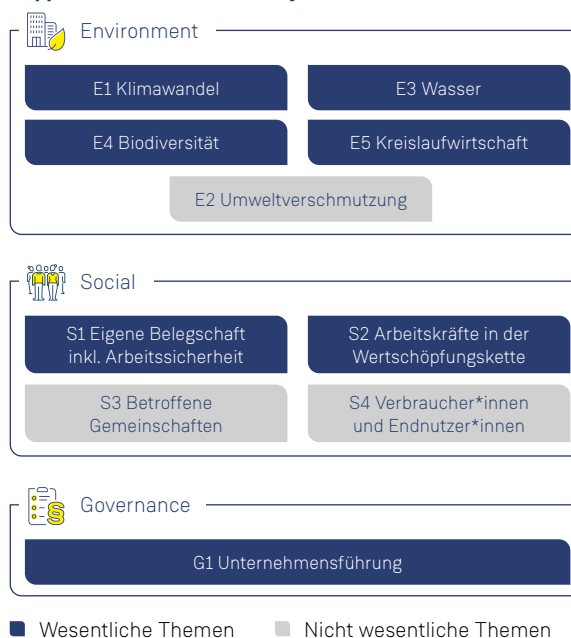 Environment
E1 Klimawandel
E3 Wasser
E4 Biodiversität
E5 Kreislaufwirtschaft
E2 Umweltverschmutzung
Social
S1 Eigene Belegschaft
inkl. Arbeitssicherheit
S2 Arbeitskräfte in der
Wertschöpfungskette
S3 Betroffene
Gemeinschaften
S4 Verbraucher*innen
und Endnutzer*innen
§
Governance
G1 Unternehmensführung
Wesentliche Themen
Nicht wesentliche Themen